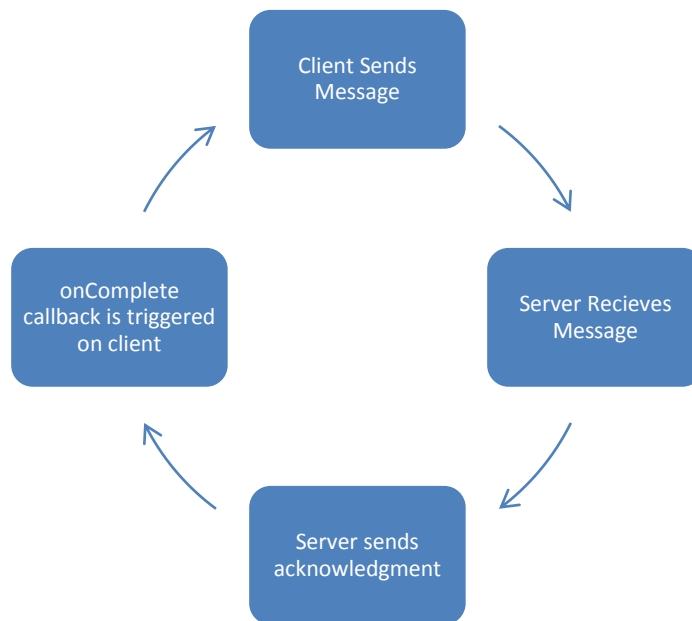 Client Sends
Message
Server Recieves
Message
Server sends
acknowledgment
onComplete
callback is triggered
on client